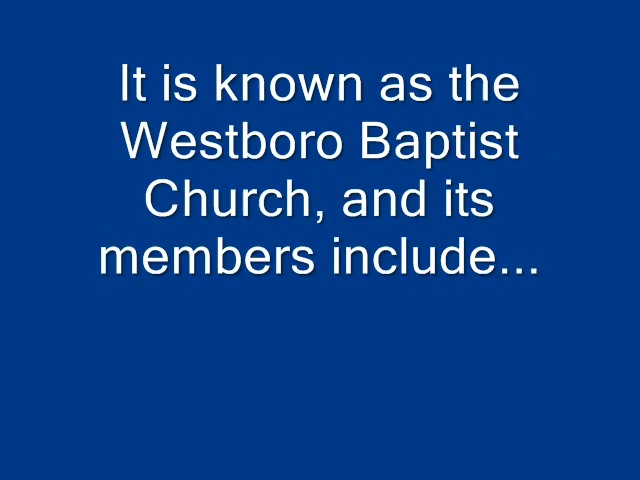 It is known as the
Westboro Baptist
Church, and its
members include...